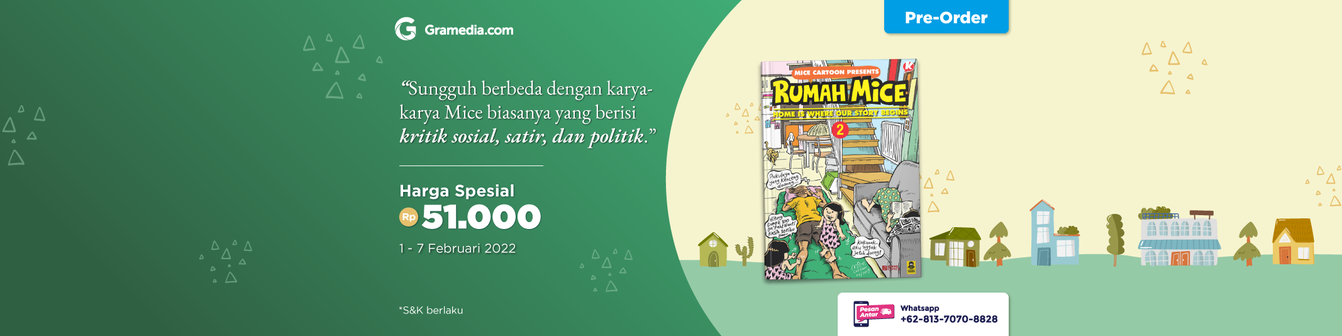 Gramedia.com
“Sungguh berbeda dengan karya-
karya Mice biasanya yang berisi
kritik sosial, satir, dan politik.”
Harga Spesial
Rp 51.000
1 - 7 Februari 2022
*S&K berlaku
Pre-Order
MICE CARTOON PRESENTS
RUMAH MICE!
HOME IS WHERE OUR STORY BEGINS
2
Pesan
Antar
Whatsapp
+62-813-7070-8828